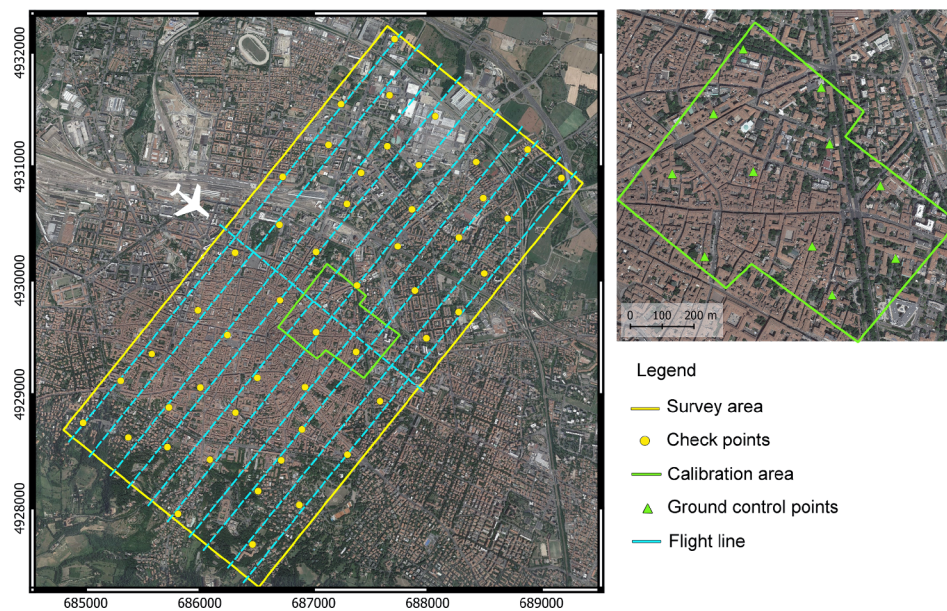 4932000
4931000
4930000
4929000
4928000
685000 686000 687000 688000 689000
0 100 200 m
Legend
Survey area
Check points
Calibration area
Ground control points
Flight line